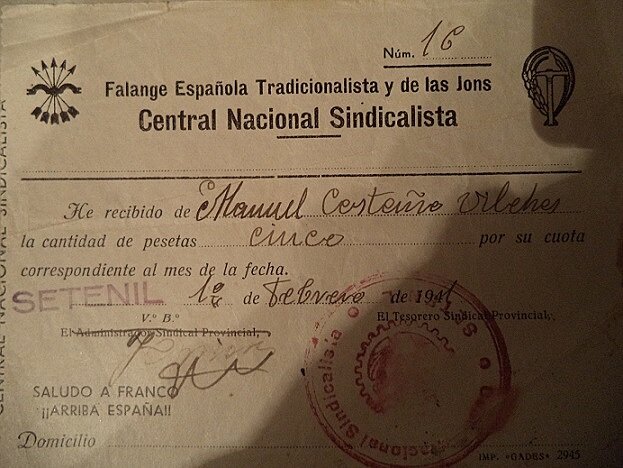 Núm. 16
Falange Española Tradicionalista y de las Jons
Central Nacional Sindicalista
He recibido de Manuel Casteño Vilches
la cantidad de pesetas cinco por su cuota
correspondiente al mes de la fecha.
SETENIL 1º de Febrero de 1941
V.º B.º
El Administrador Sindical Provincial, El Tesorero Sindical Provincial,
SALUDO A FRANCO
¡¡ARRIBA ESPAÑA!!
Domicilio
IMP. "GADES" 2945
CENTRAL NACIONAL SINDICALISTA
Nacional Sindicalista